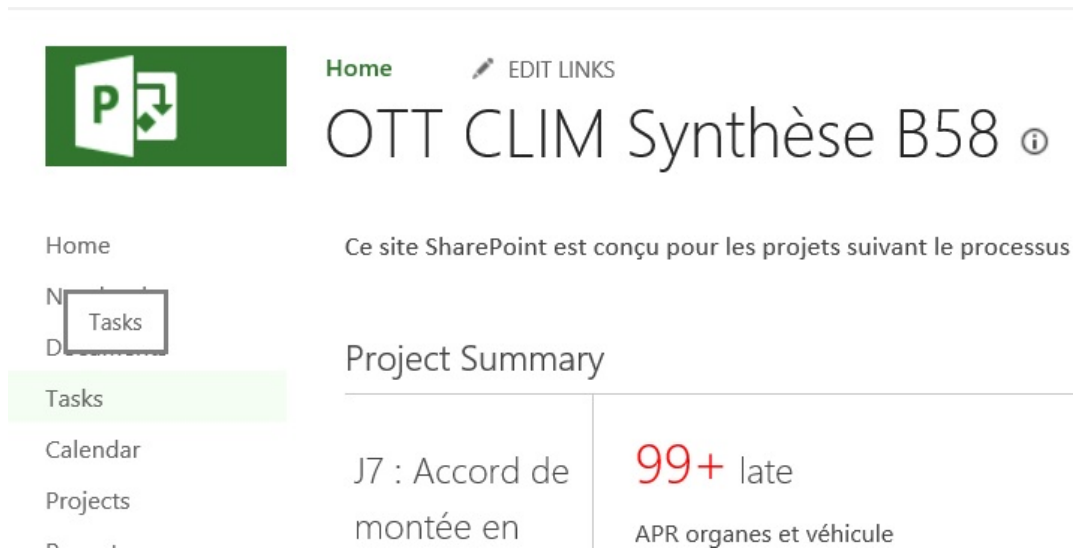 P
Home EDIT LINKS
OTT CLIM Synthèse B58
Home
Ce site SharePoint est conçu pour les projets suivant le processus
Tasks
Project Summary
Tasks
Calendar
J7 : Accord de
99+ late
Projects
montée en
APR organes et véhicule